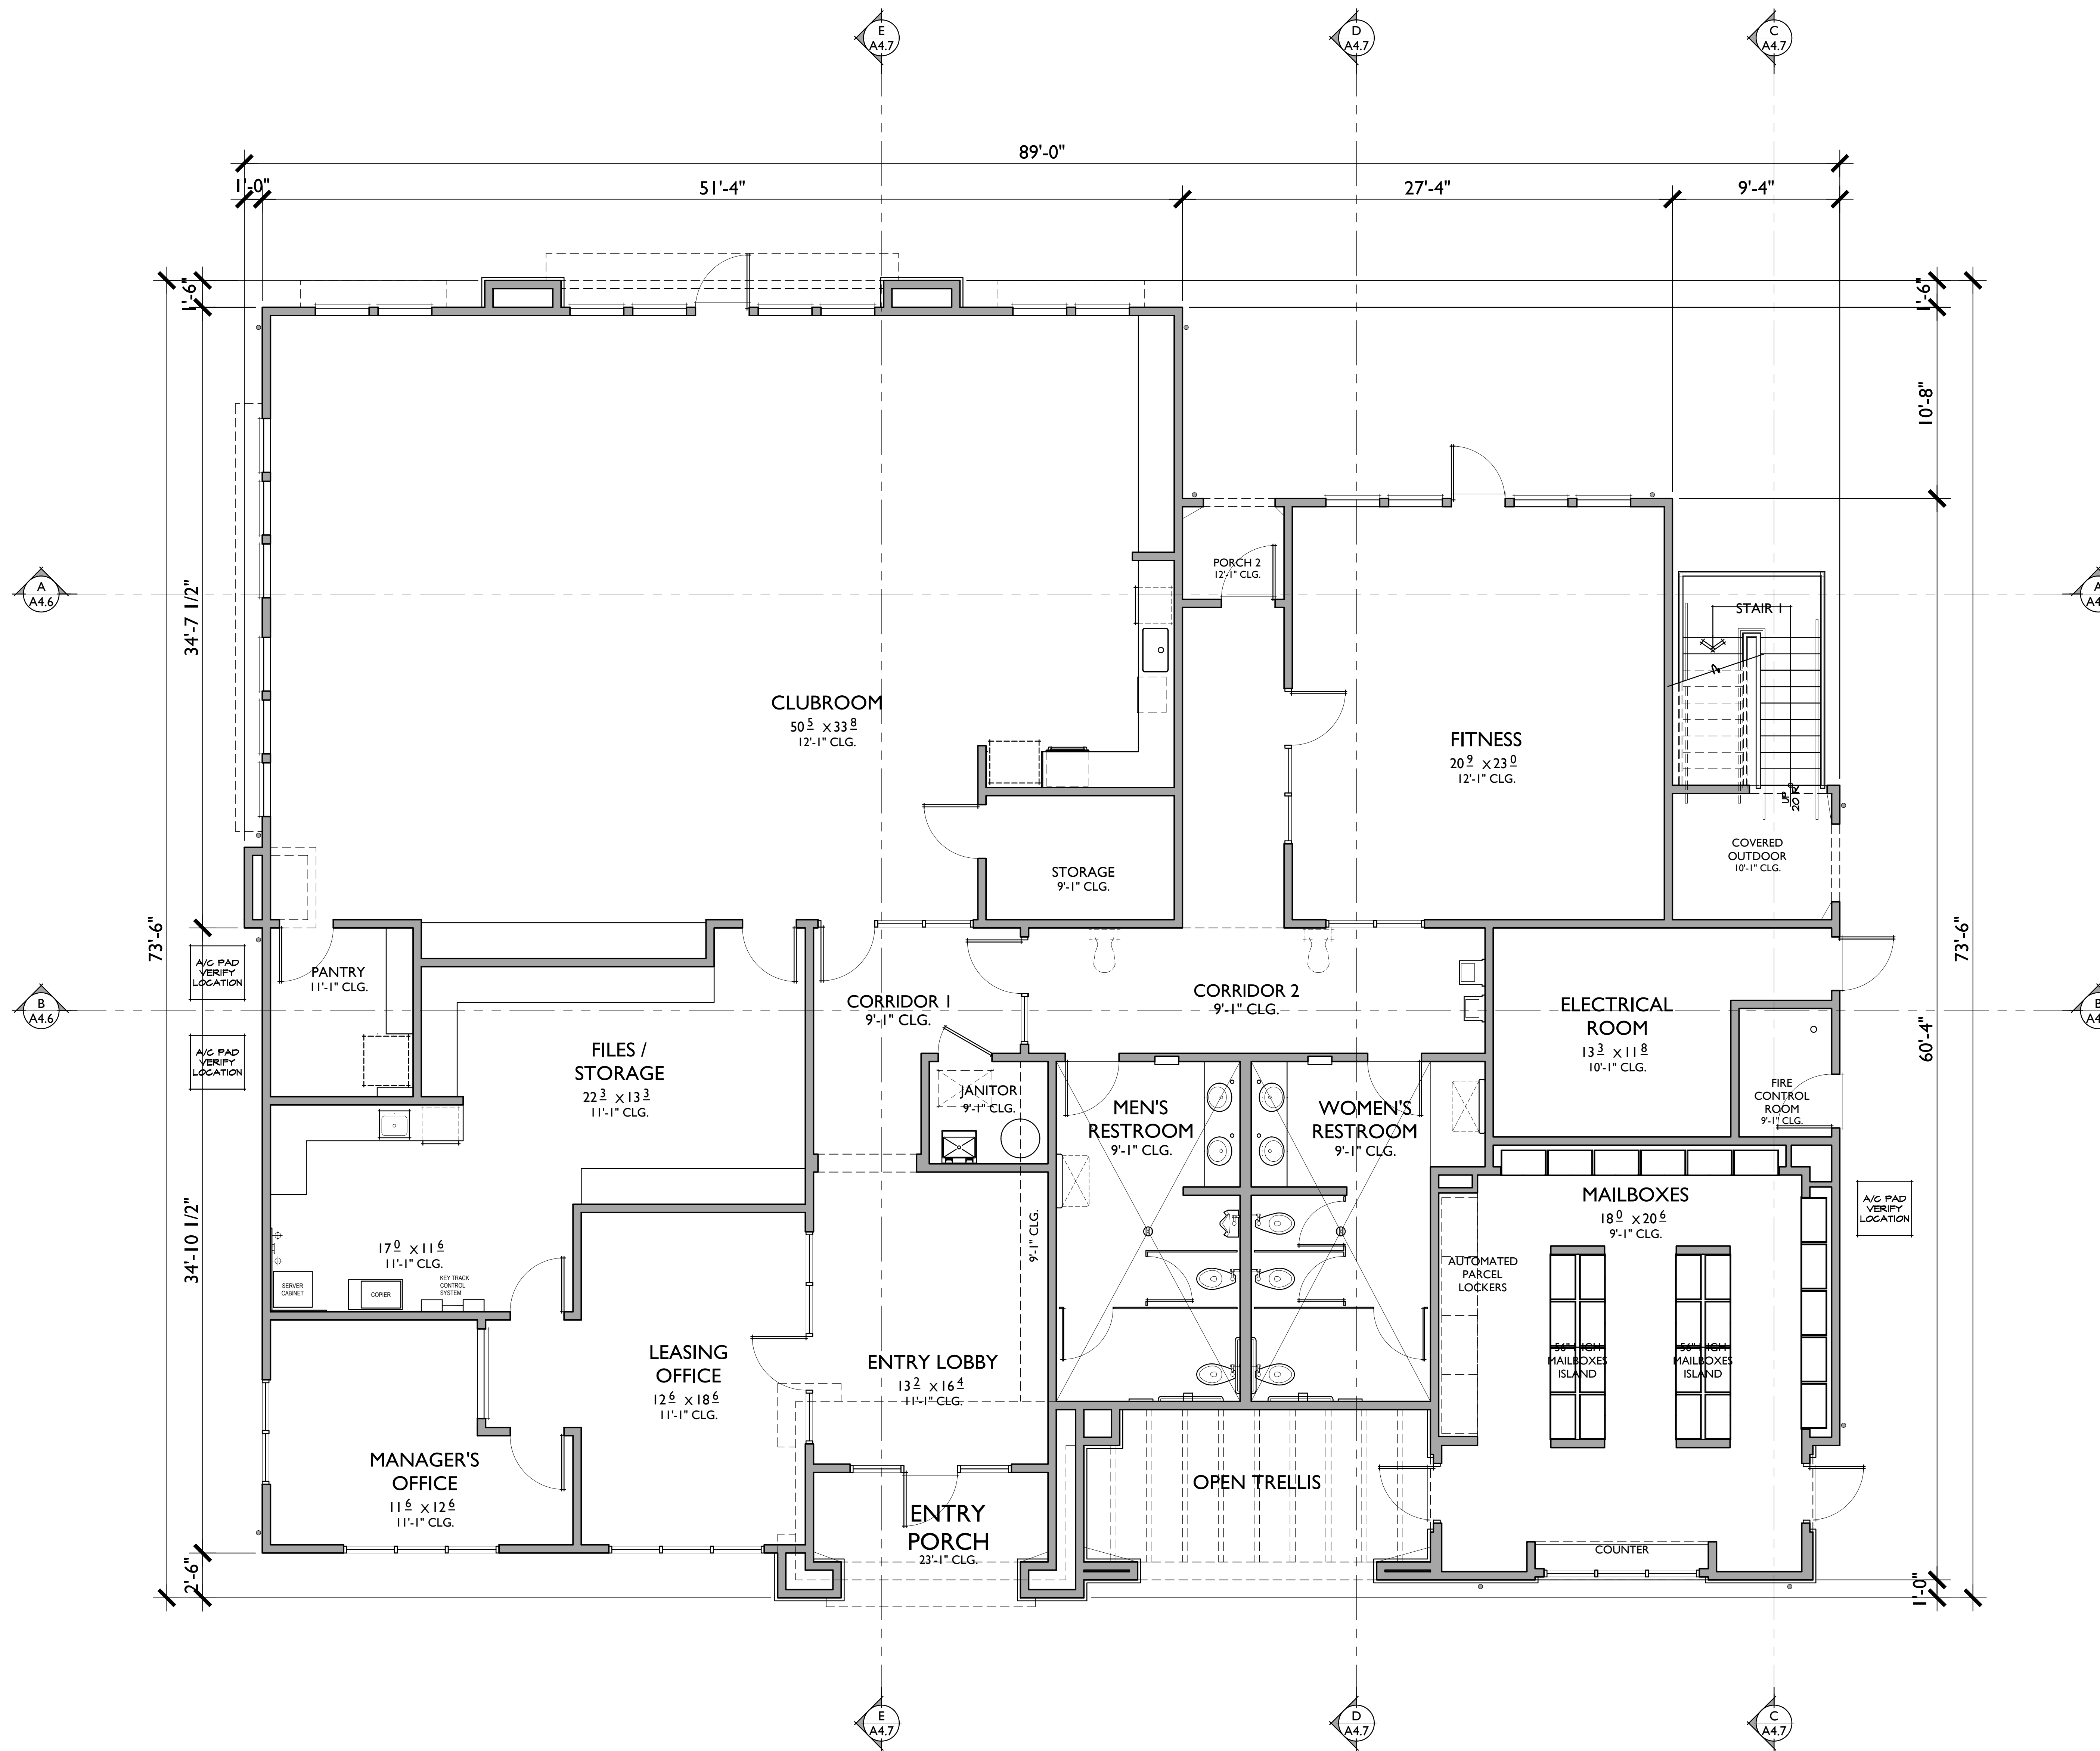 E
A4.7
D
A4.7
C
A4.7
89'-0"
1'-0"
51'-4"
27'-4"
9'-4"
1'-6"
1'-6"
10'-8"
34'-7 1/2"
73'-6"
34'-10 1/2"
2'-6"
60'-4"
73'-6"
1'-0"
A
A4.6
B
A4.6
PORCH 2
12'-1" CLG.
STAIR 1
UP
20 R
CLUBROOM
50 5 X 33 8
12'-1" CLG.
FITNESS
20 9 X 23 0
12'-1" CLG.
COVERED
OUTDOOR
10'-1" CLG.
STORAGE
9'-1" CLG.
A/C PAD
VERIFY
LOCATION
A/C PAD
VERIFY
LOCATION
PANTRY
11'-1" CLG.
CORRIDOR 1
9'-1" CLG.
CORRIDOR 2
9'-1" CLG.
ELECTRICAL
ROOM
13 3 X 11 8
10'-1" CLG.
FILES /
STORAGE
22 3 X 13 3
11'-1" CLG.
JANITOR
9'-1" CLG.
MEN'S
RESTROOM
9'-1" CLG.
WOMEN'S
RESTROOM
9'-1" CLG.
FIRE
CONTROL
ROOM
9'-1" CLG.
MAILBOXES
18 0 X 20 6
9'-1" CLG.
A/C PAD
VERIFY
LOCATION
9'-1" CLG.
17 0 X 11 6
11'-1" CLG.
SERVER
CABINET
COPIER
KEY TRACK
CONTROL
SYSTEM
AUTOMATED
PARCEL
LOCKERS
56" HIGH
MAILBOXES
ISLAND
56" HIGH
MAILBOXES
ISLAND
LEASING
OFFICE
12 6 X 18 6
11'-1" CLG.
ENTRY LOBBY
13 2 X 16 4
11'-1" CLG.
MANAGER'S
OFFICE
11 6 X 12 6
11'-1" CLG.
OPEN TRELLIS
ENTRY
PORCH
23'-1" CLG.
COUNTER
E
A4.7
D
A4.7
C
A4.7